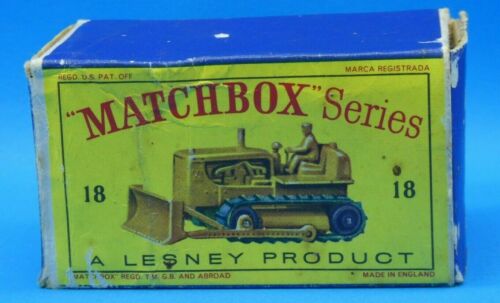 REGD. U.S. PAT. OFF.
MARCA REGISTRADA
"MATCHBOX" Series
18
18
A LESNEY PRODUCT
"MATCHBOX" REGD. T.M. G.B. AND ABROAD
MADE IN ENGLAND